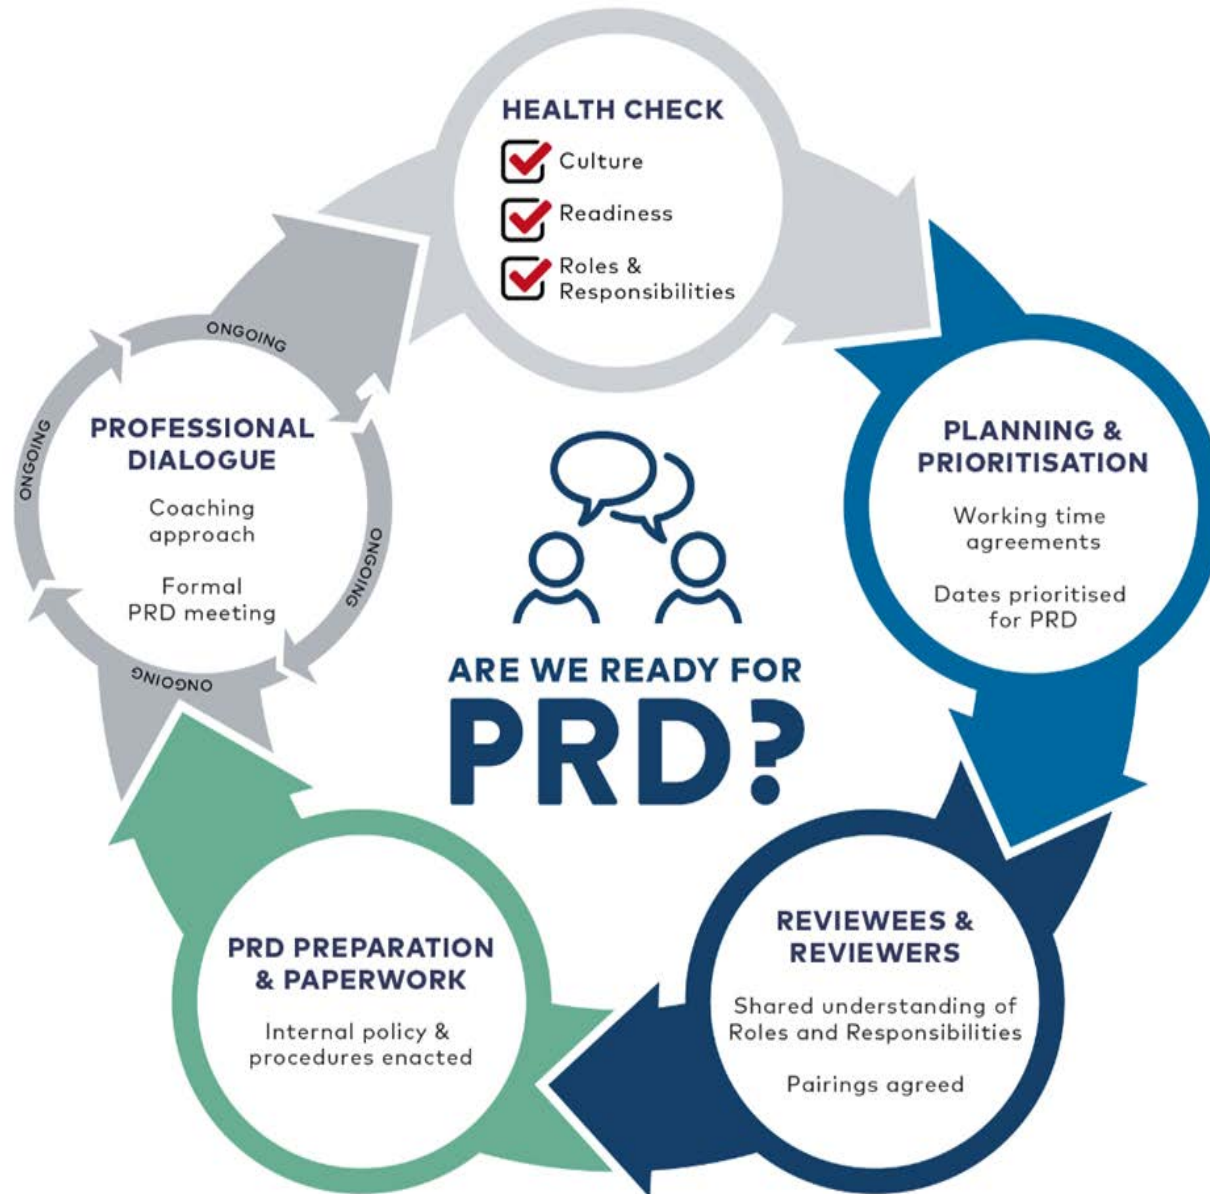 HEALTH CHECK
Culture
Readiness
Roles &
Responsibilities
PLANNING &
PRIORITISATION
Working time
agreements
Dates prioritised
for PRD
REVIEWEES &
REVIEWERS
Shared understanding of
Roles and Responsibilities
Pairings agreed
PRD PREPARATION
& PAPERWORK
Internal policy &
procedures enacted
PROFESSIONAL
DIALOGUE
Coaching
approach
Formal
PRD meeting
ONGOING
ONGOING
ONGOING
ONGOING
ARE WE READY FOR
PRD?